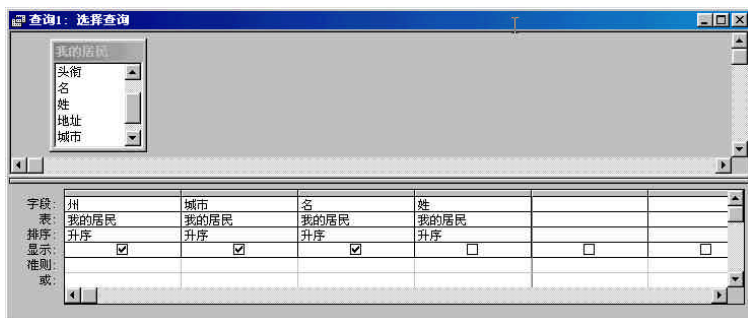 查询1: 选择查询
我的居民
头衔
名
姓
地址
城市
字段: 州 城市 名 姓
表: 我的居民 我的居民 我的居民 我的居民
排序: 升序 升序 升序 升序
显示:
准则:
或: